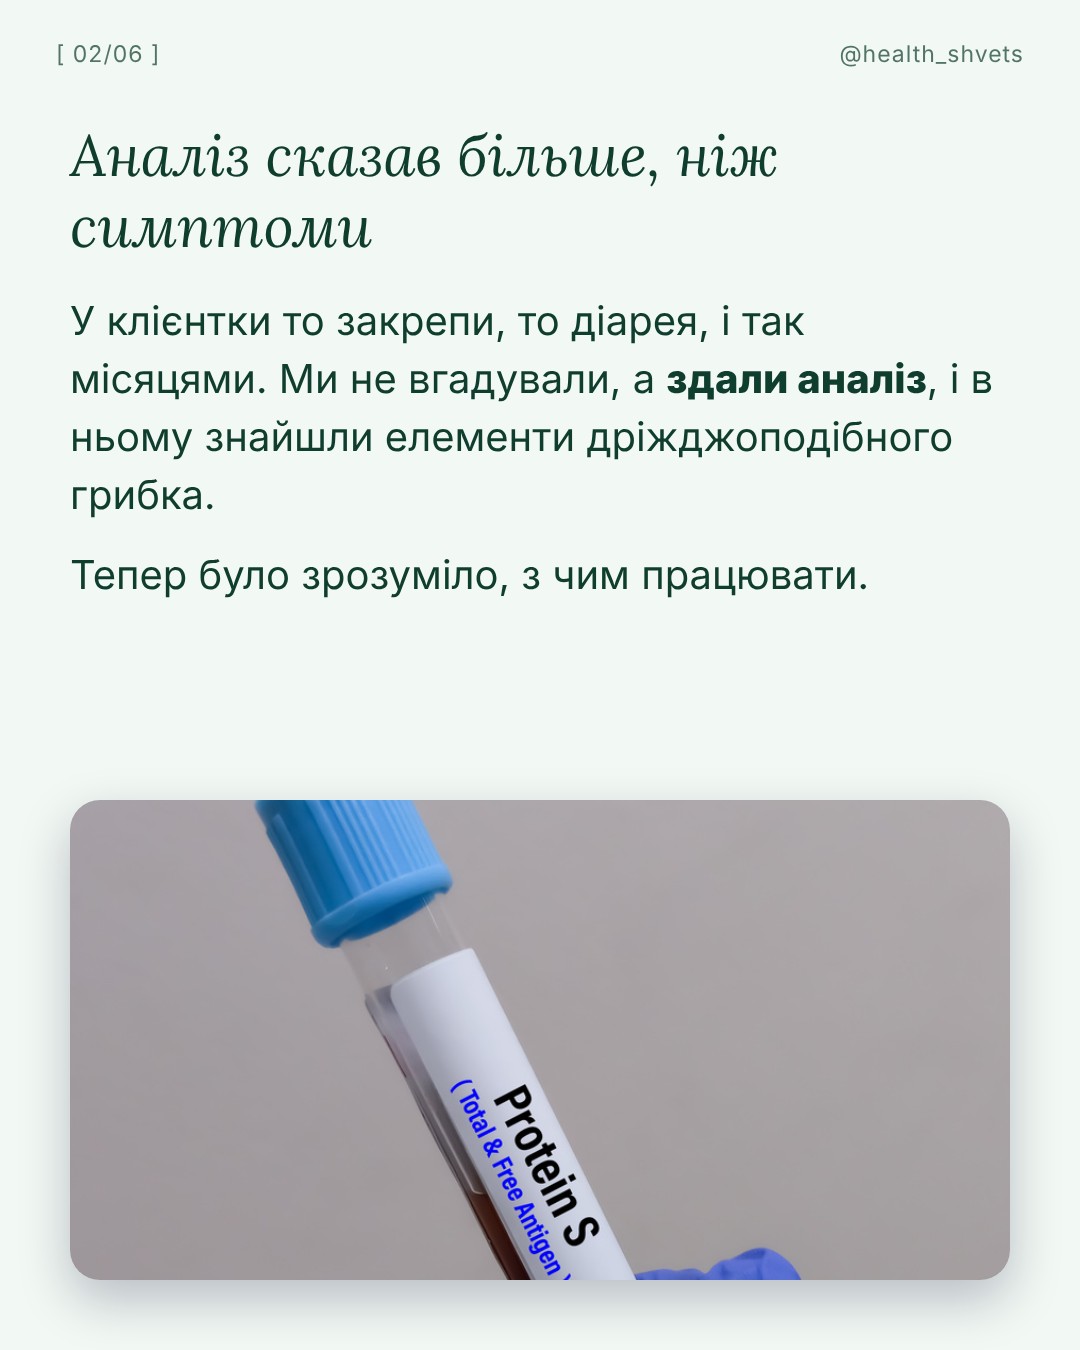 [ 02/06 ]
@health_shvets
Аналіз сказав більше, ніж
симптоми
У клієнтки то закрепи, то діарея, і так
місяцями. Ми не вгадували, а здали аналіз, і в
ньому знайшли елементи дріжджоподібного
грибка.
Тепер було зрозуміло, з чим працювати.
Protein S
( Total & Free Antigen )